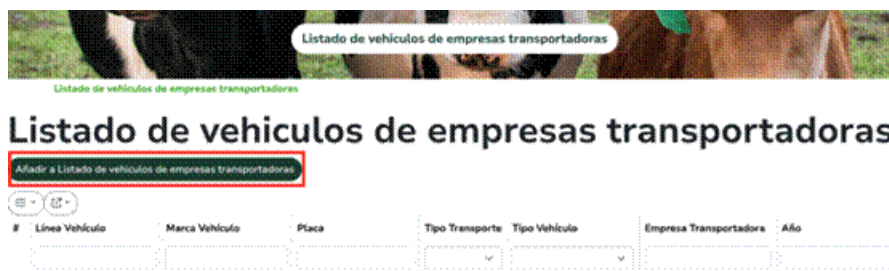 Listado de vehiculos de empresas transportadoras
Listado de vehiculos de empresas transportadores
Listado de vehiculos de empresas transportadoras
Añadir a Listado de vehiculos de empresas transportadoras
# Línea Vehículo Marca Vehículo Placa Tipo Transporte Tipo Vehículo Empresa Transportadora Año